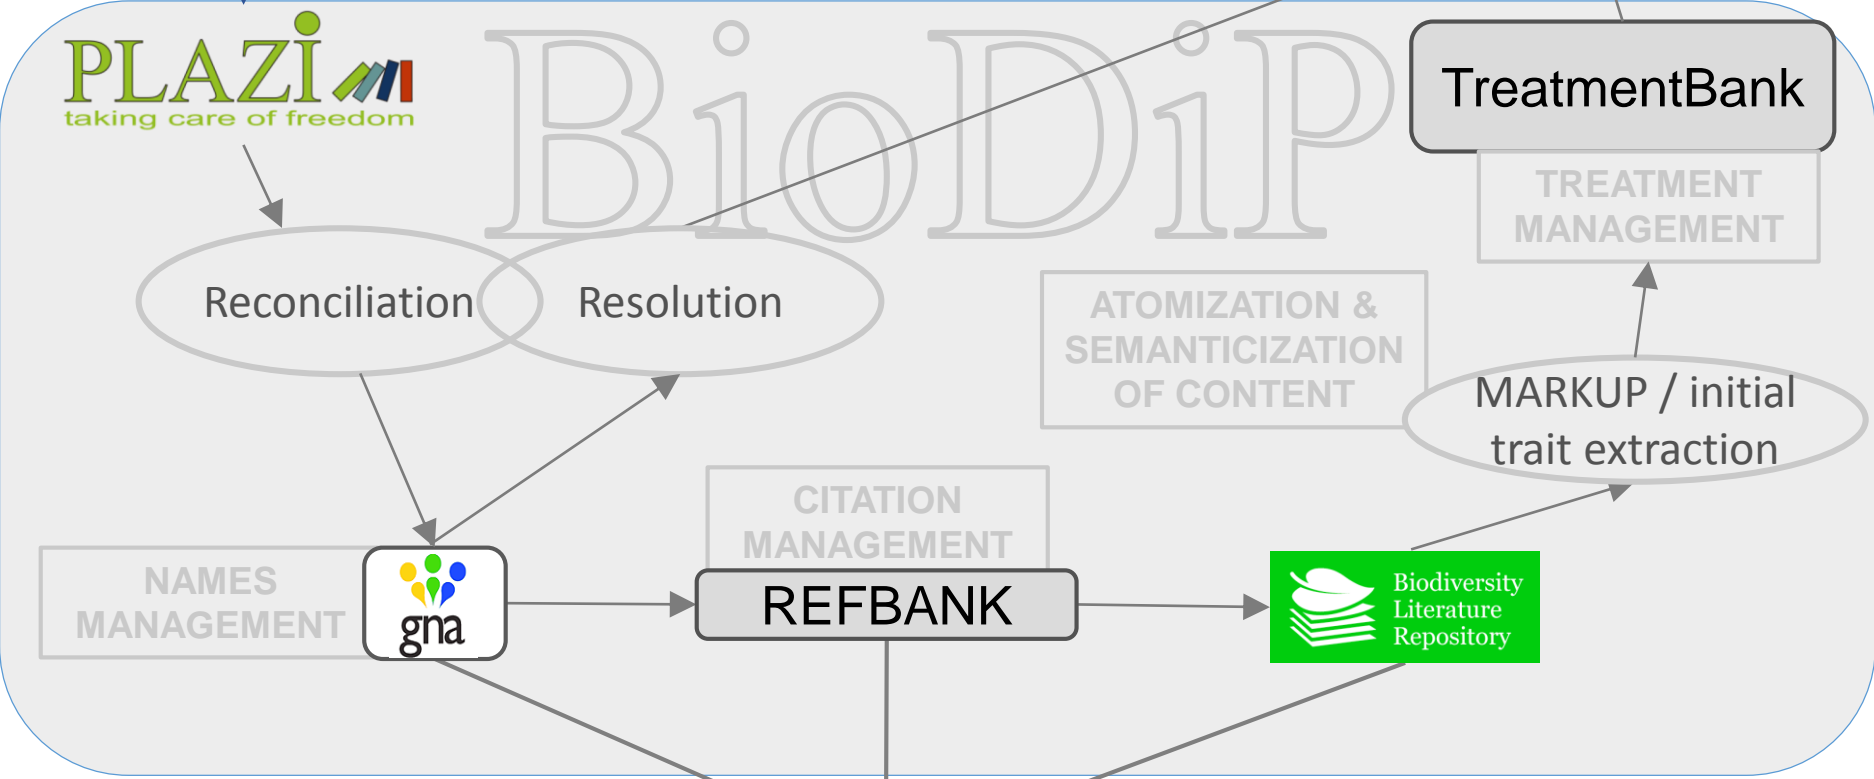 PLAZi
taking care of freedom
BioDiP
TreatmentBank
TREATMENT
MANAGEMENT
Reconciliation
Resolution
ATOMIZATION &
SEMANTICIZATION
OF CONTENT
MARKUP / initial
trait extraction
CITATION
MANAGEMENT
NAMES
MANAGEMENT
gna
REFBANK
Biodiversity
Literature
Repository